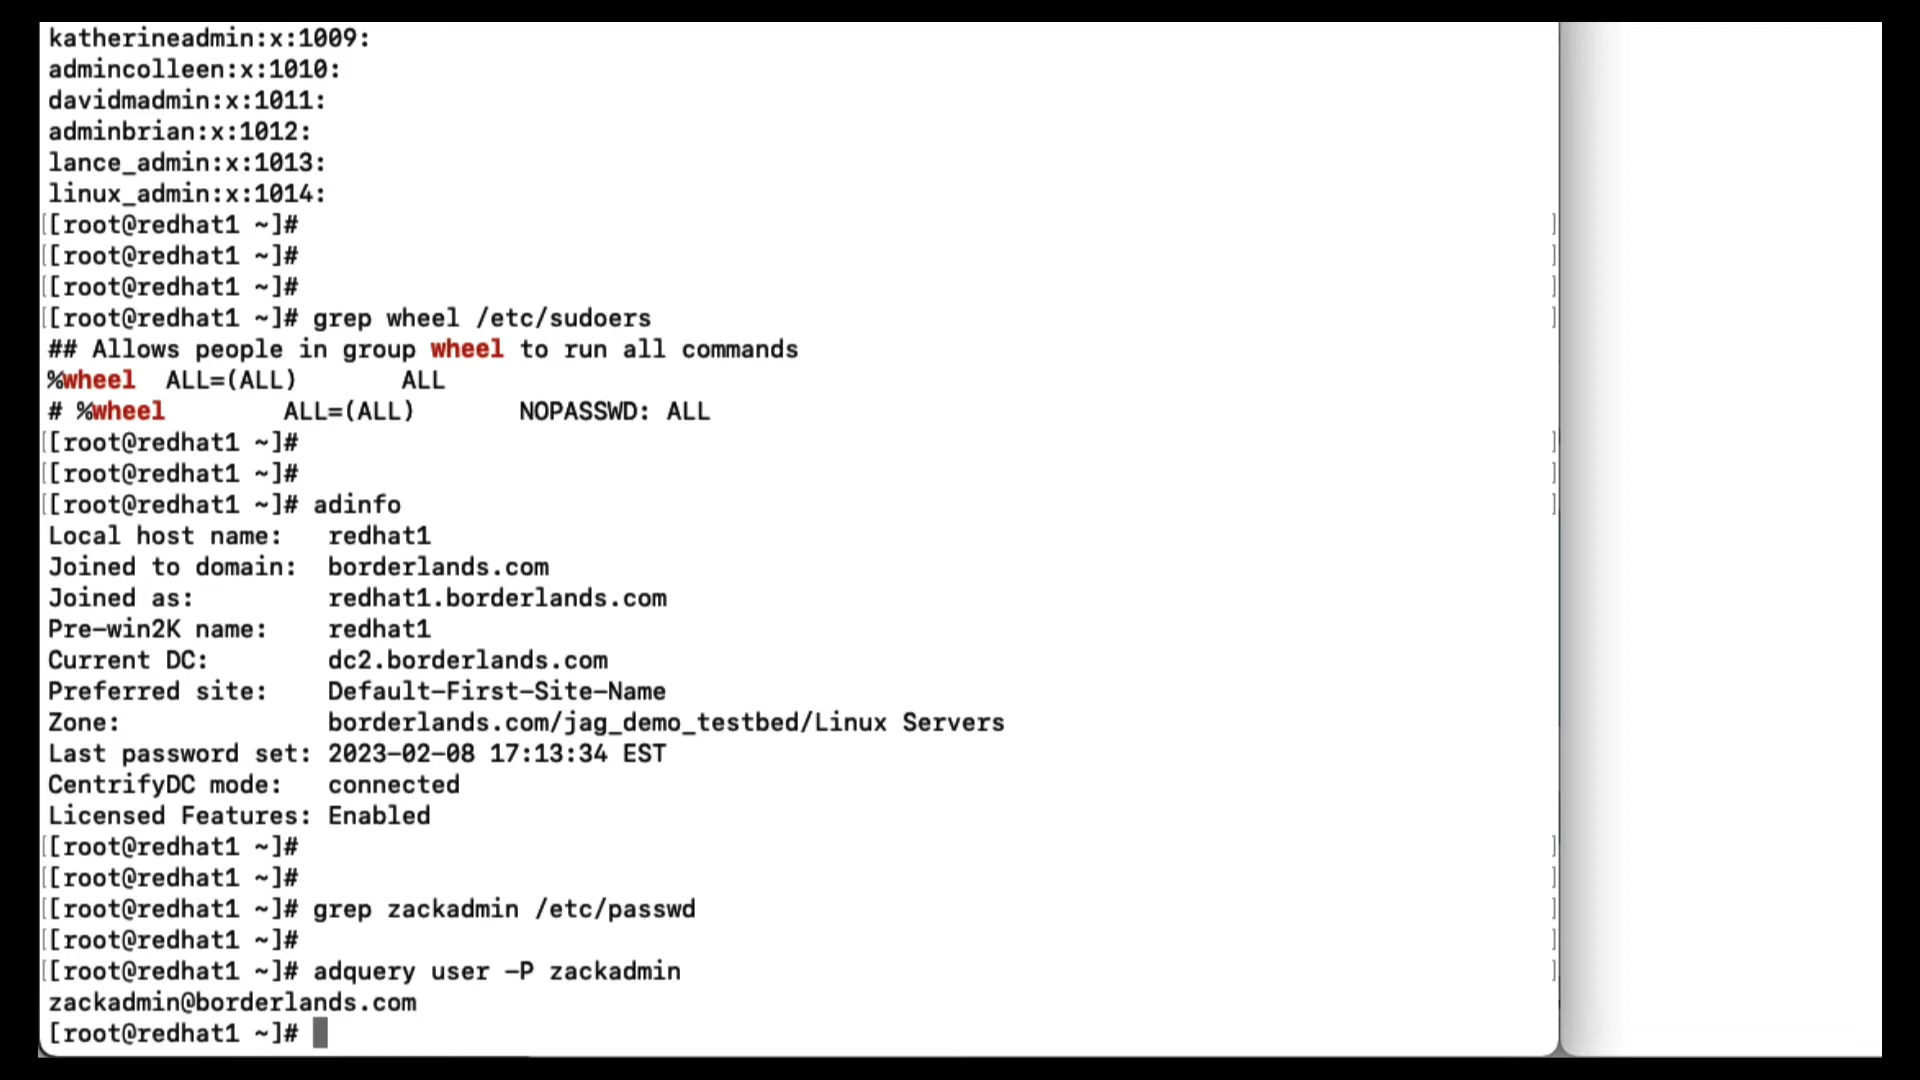 katherineadmin:x:1009:
admincolleen:x:1010:
davidmadmin:x:1011:
adminbrian:x:1012:
lance_admin:x:1013:
linux_admin:x:1014:
[[root@redhat1 ~]# ]
[[root@redhat1 ~]# ]
[[root@redhat1 ~]# ]
[[root@redhat1 ~]# grep wheel /etc/sudoers ]
## Allows people in group wheel to run all commands
%wheel  ALL=(ALL)       ALL
# %wheel        ALL=(ALL)       NOPASSWD: ALL
[[root@redhat1 ~]# ]
[[root@redhat1 ~]# ]
[[root@redhat1 ~]# adinfo ]
Local host name:   redhat1
Joined to domain:  borderlands.com
Joined as:         redhat1.borderlands.com
Pre-win2K name:    redhat1
Current DC:        dc2.borderlands.com
Preferred site:    Default-First-Site-Name
Zone:              borderlands.com/jag_demo_testbed/Linux Servers
Last password set: 2023-02-08 17:13:34 EST
CentrifyDC mode:   connected
Licensed Features: Enabled
[[root@redhat1 ~]# ]
[[root@redhat1 ~]# ]
[[root@redhat1 ~]# grep zackadmin /etc/passwd ]
[[root@redhat1 ~]# ]
[[root@redhat1 ~]# adquery user -P zackadmin ]
zackadmin@borderlands.com
[root@redhat1 ~]#